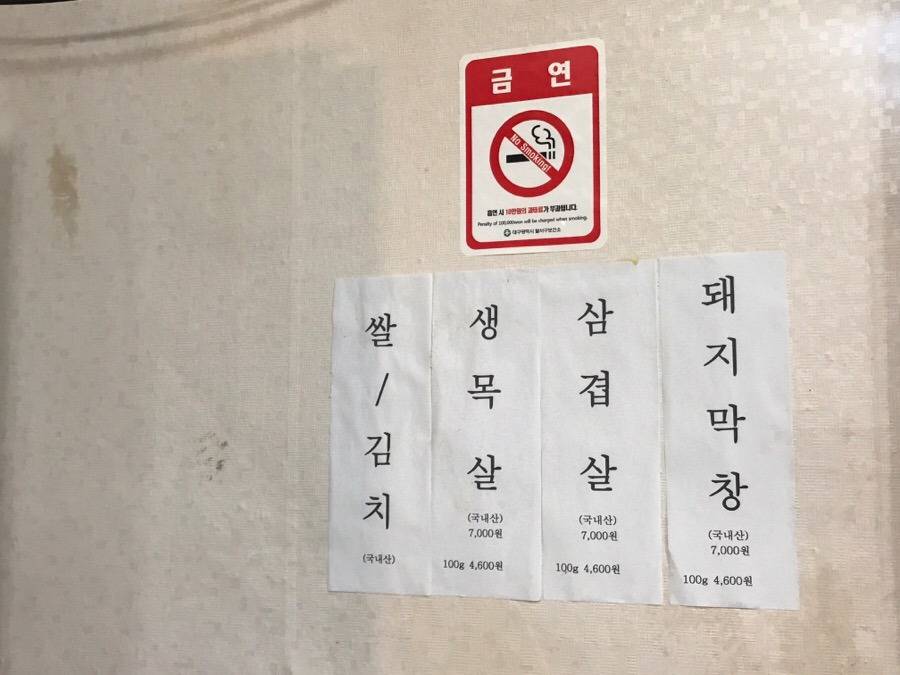 금 연
No Smoking!
흡연 시 10만원의 과태료가 부과됩니다.
Penalty of 100,000won will be charged when smoking.
대구광역시 달서구보건소
쌀/김치
(국내산)
생목살
(국내산)
7,000원
100g 4,600원
삼겹살
(국내산)
7,000원
100g 4,600원
돼지막창
(국내산)
7,000원
100g 4,600원